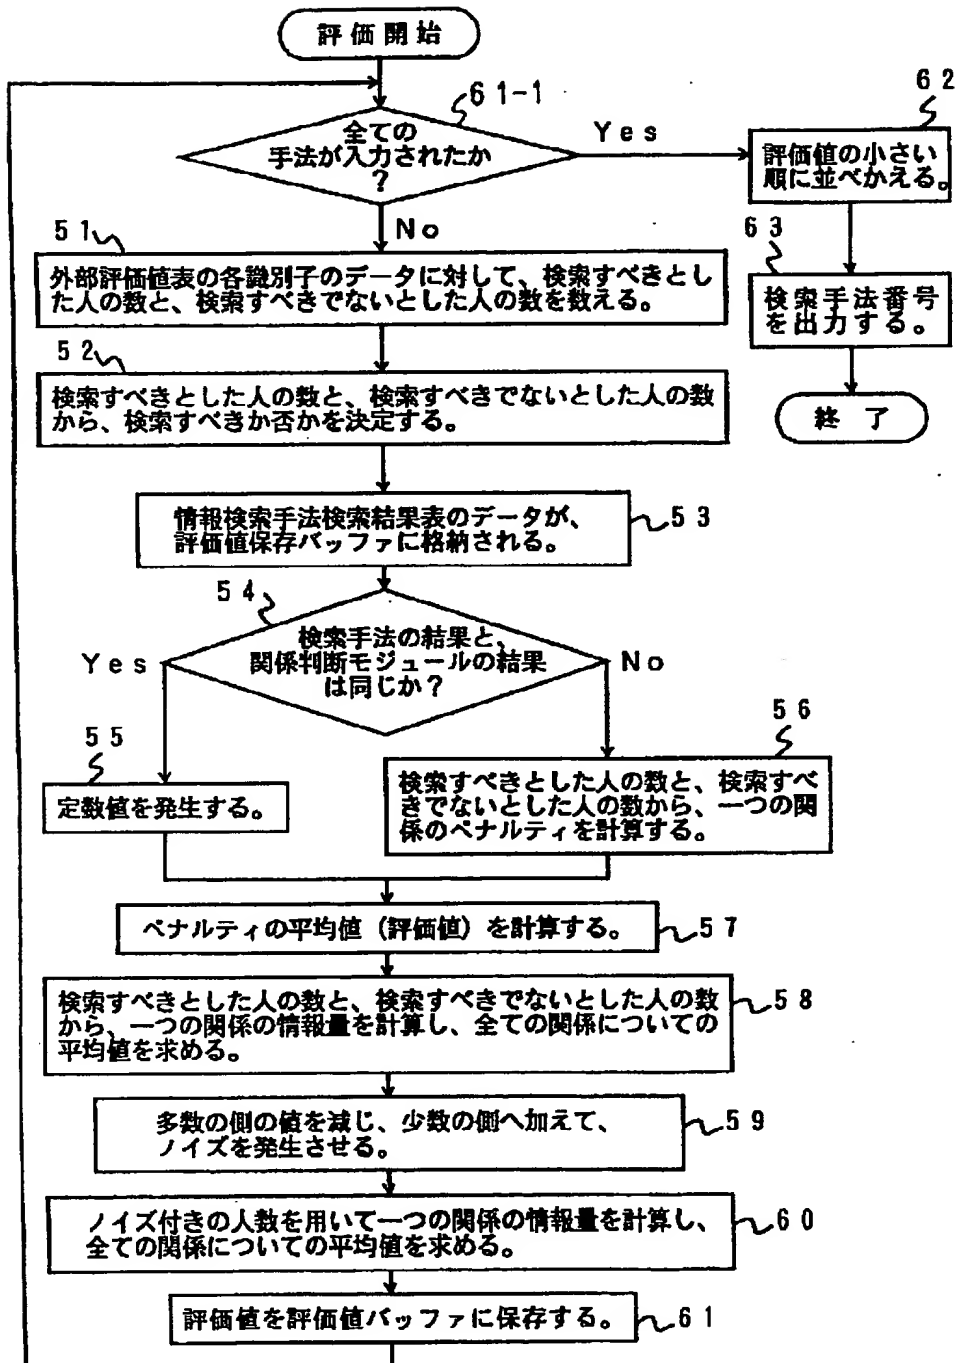 評価開始
61-1
全ての
手法が入力されたか
?
Yes
No
62
評価値の小さい
順に並べかえる。
63
検索手法番号
を出力する。
終了
51
外部評価値表の各識別子のデータに対して、検索すべきとし
た人の数と、検索すべきでないとした人の数を数える。
52
検索すべきとした人の数と、検索すべきでないとした人の数
から、検索すべきか否かを決定する。
情報検索手法検索結果表のデータが、
評価値保存バッファに格納される。
53
54
検索手法の結果と、
関係判断モジュールの結果
は同じか?
Yes
No
55
定数値を発生する。
56
検索すべきとした人の数と、検索すべ
きでないとした人の数から、一つの関
係のペナルティを計算する。
ペナルティの平均値（評価値）を計算する。
57
検索すべきとした人の数と、検索すべきでないとした人の数
から、一つの関係の情報量を計算し、全ての関係についての
平均値を求める。
58
多数の側の値を減じ、少数の側へ加えて、
ノイズを発生させる。
59
ノイズ付きの人数を用いて一つの関係の情報量を計算し、
全ての関係についての平均値を求める。
60
評価値を評価値バッファに保存する。
61